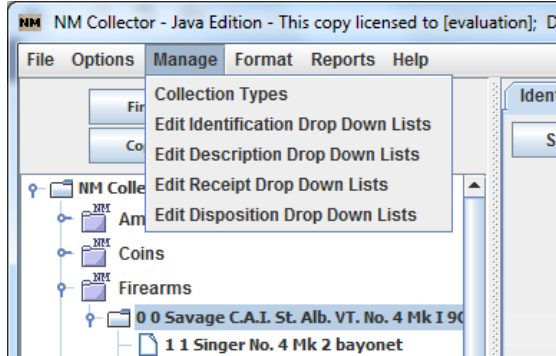 NM NM Collector - Java Edition - This copy licensed to [evaluation];
File Options Manage Format Reports Help
Collection Types
Edit Identification Drop Down Lists
Edit Description Drop Down Lists
Edit Receipt Drop Down Lists
Edit Disposition Drop Down Lists
NM
NM Coins
NM Firearms
0 0 Savage C.A.I. St. Alb. VT. No. 4 Mk I
1 1 Singer No. 4 Mk 2 bayonet